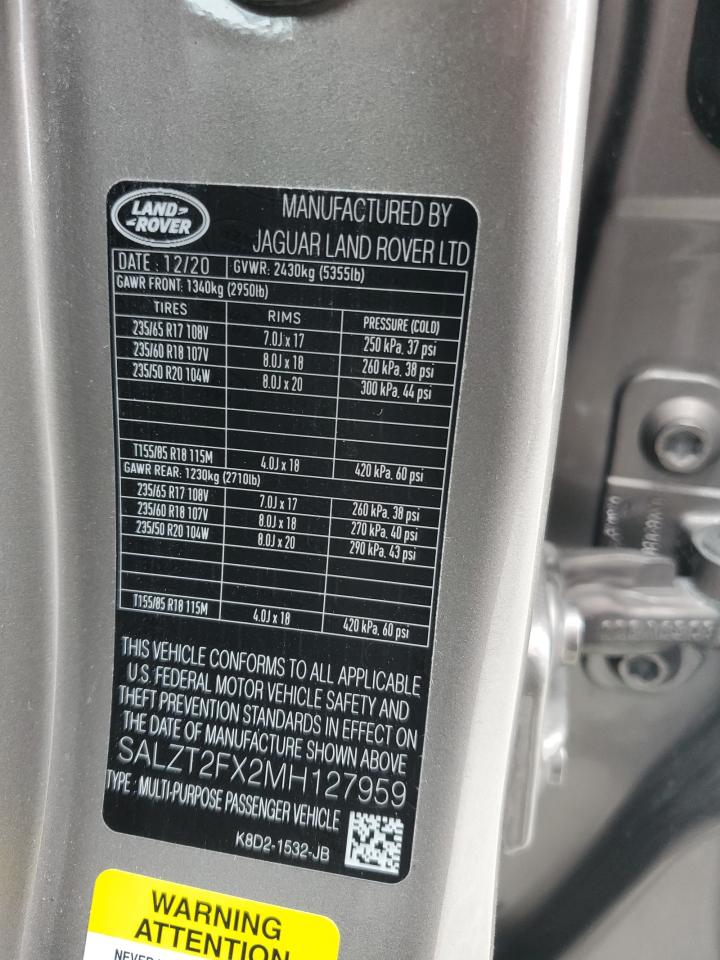 LAND ROVER
MANUFACTURED BY
JAGUAR LAND ROVER LTD
DATE : 12/20 GVWR: 2430kg (5355lb)
GAWR FRONT: 1340kg (2950lb)
TIRES RIMS PRESSURE (COLD)
235/65 R17 108V 7.0J x 17 250 kPa, 37 psi
235/60 R18 107V 8.0J x 18 260 kPa, 38 psi
235/50 R20 104W 8.0J x 20 300 kPa, 44 psi
T155/85 R18 115M 4.0J x 18 420 kPa, 60 psi
GAWR REAR: 1230kg (2710lb)
235/65 R17 108V 7.0J x 17 260 kPa, 38 psi
235/60 R18 107V 8.0J x 18 270 kPa, 40 psi
235/50 R20 104W 8.0J x 20 290 kPa, 43 psi
T155/85 R18 115M 4.0J x 18 420 kPa, 60 psi
THIS VEHICLE CONFORMS TO ALL APPLICABLE
U.S. FEDERAL MOTOR VEHICLE SAFETY AND
THEFT PREVENTION STANDARDS IN EFFECT ON
THE DATE OF MANUFACTURE SHOWN ABOVE
SALZT2FX2MH127959
TYPE : MULTI-PURPOSE PASSENGER VEHICLE
K8D2-1532-JB
WARNING
ATTENTION
NEVER